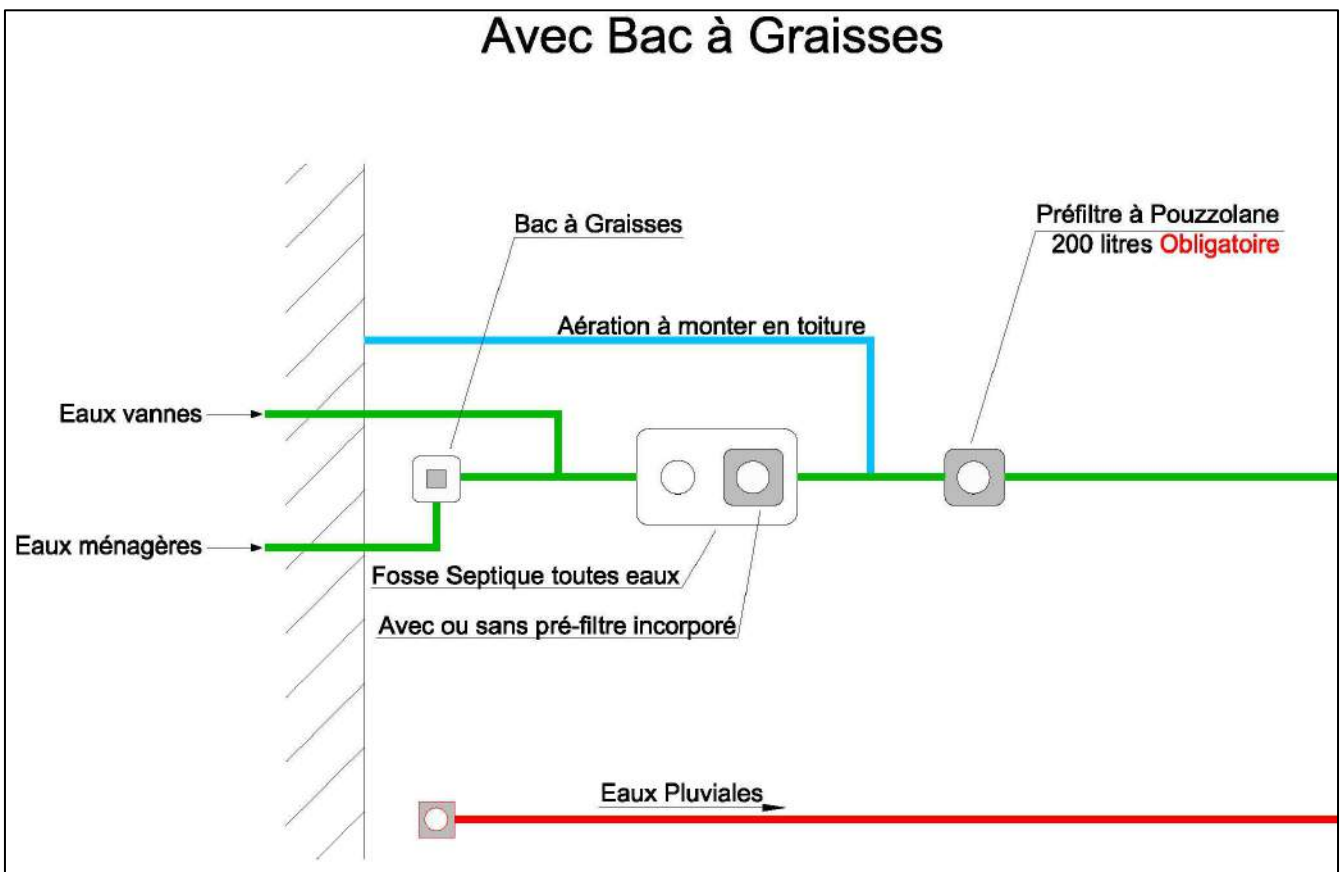 Avec Bac à Graisses
Bac à Graisses
Préfiltre à Pouzzolane
200 litres Obligatoire
Aération à monter en toiture
Eaux vannes
Eaux ménagères
Fosse Septique toutes eaux
Avec ou sans pré-filtre incorporé
Eaux Pluviales